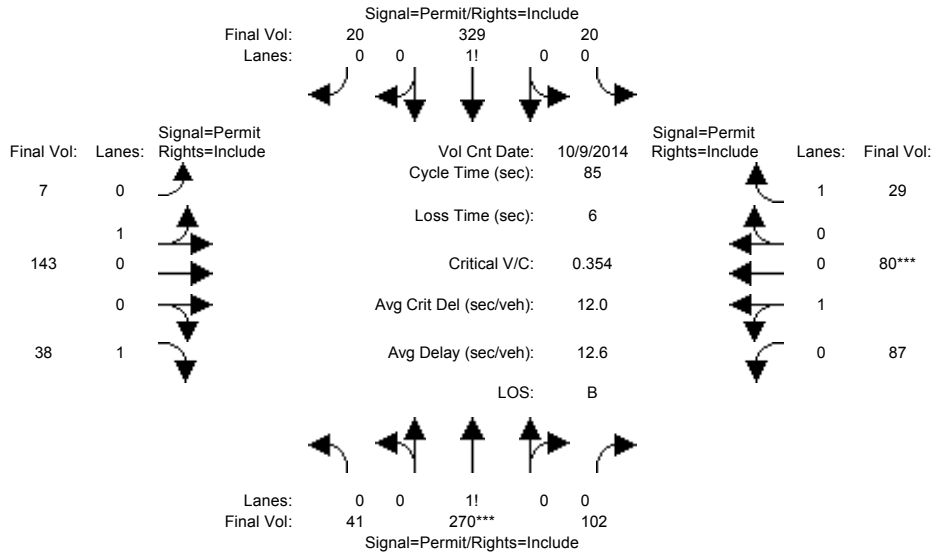 Signal=Permit/Rights=Include
Final Vol: 20 329 20
Lanes: 0 0 1! 0 0
Signal=Permit Signal=Permit
Final Vol: Lanes: Rights=Include Vol Cnt Date: 10/9/2014 Rights=Include Lanes: Final Vol:
Cycle Time (sec): 85
7 0 1 29
Loss Time (sec): 6
1 0
143 0 Critical V/C: 0.354 0 80***
0 Avg Crit Del (sec/veh): 12.0 1
38 1 Avg Delay (sec/veh): 12.6 0 87
LOS: B
Lanes: 0 0 1! 0 0
Final Vol: 41 270*** 102
Signal=Permit/Rights=Include